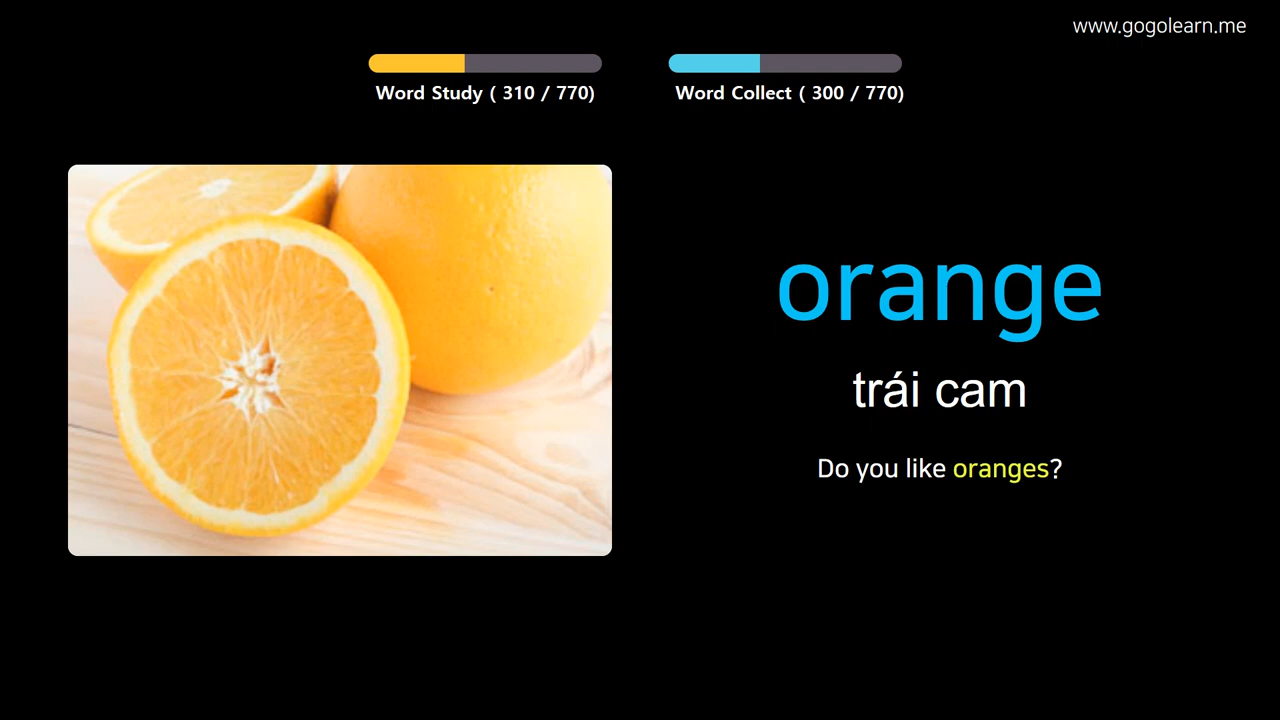 www.gogolearn.me
Word Study ( 310 / 770)
Word Collect ( 300 / 770)
orange
trái cam
Do you like oranges?